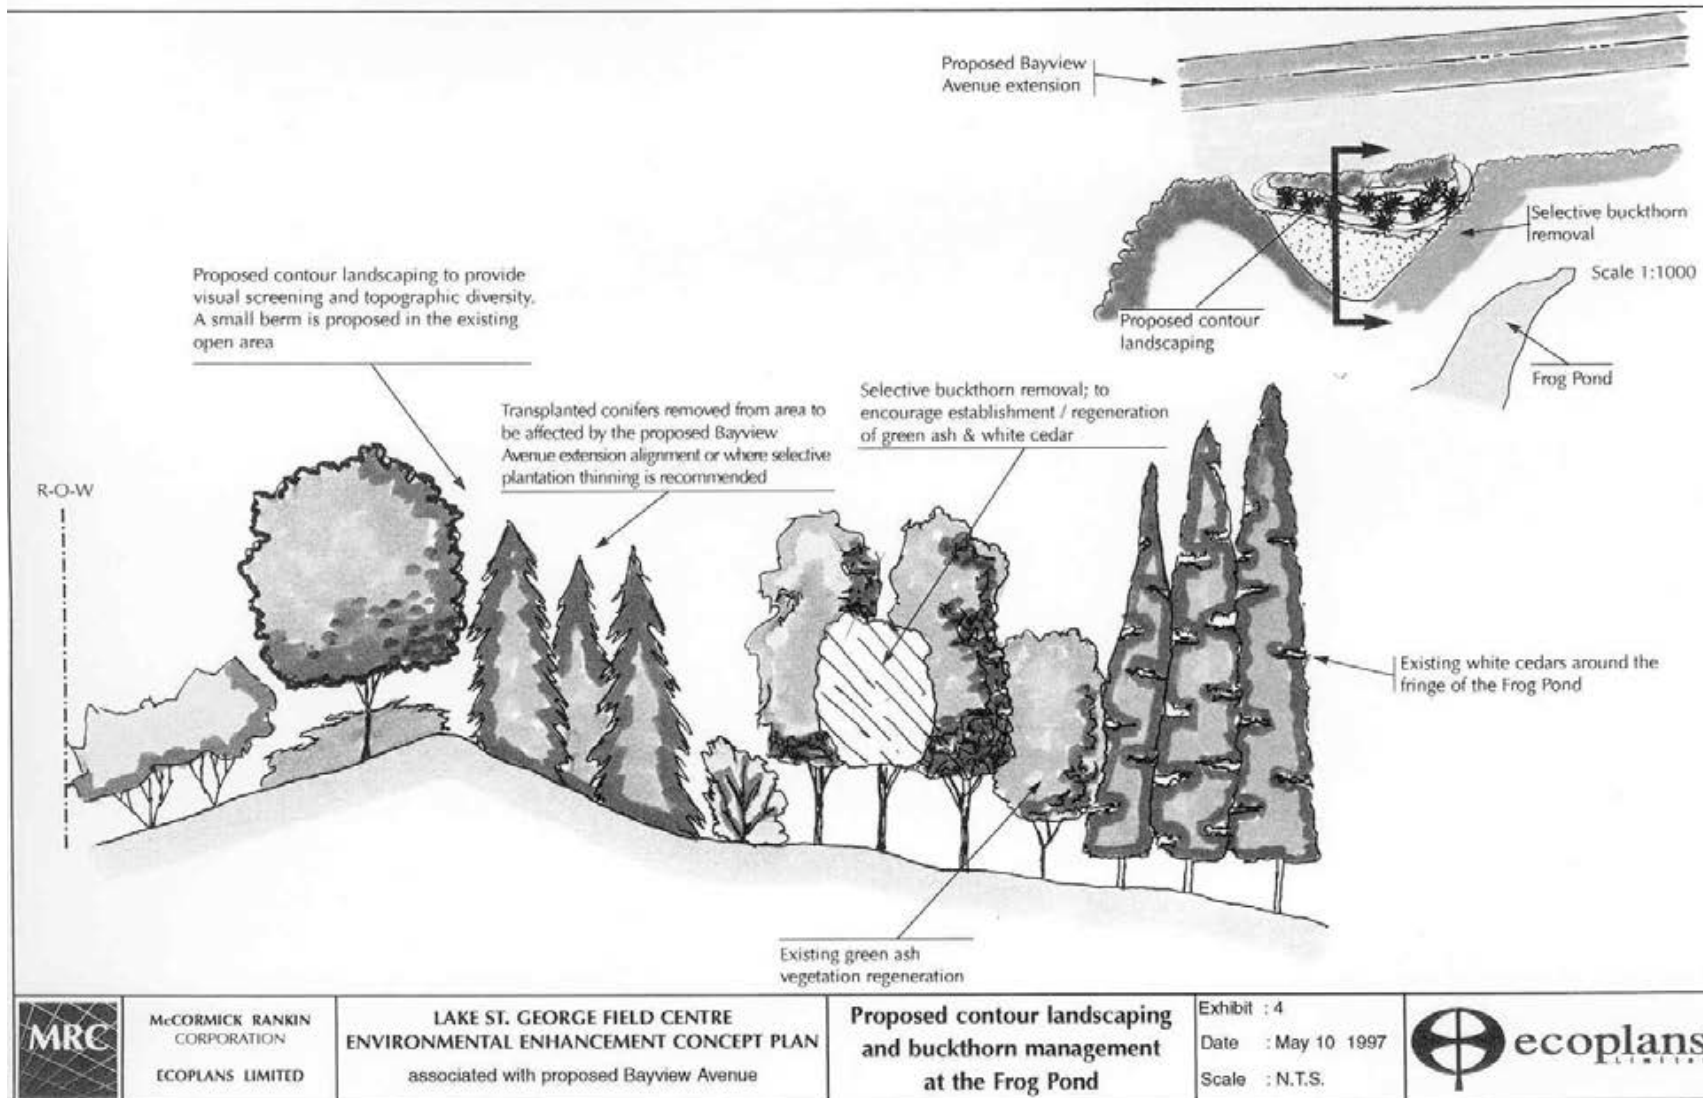 Proposed Bayview
Avenue extension
Selective buckthorn
removal
Scale 1:1000
Proposed contour
landscaping
Frog Pond
Proposed contour landscaping to provide
visual screening and topographic diversity.
A small berm is proposed in the existing
open area
Transplanted conifers removed from area to
be affected by the proposed Bayview
Avenue extension alignment or where selective
plantation thinning is recommended
Selective buckthorn removal; to
encourage establishment / regeneration
of green ash & white cedar
R-O-W
Existing white cedars around the
fringe of the Frog Pond
Existing green ash
vegetation regeneration
MRC
McCORMICK RANKIN
CORPORATION
ECOPLANS LIMITED
LAKE ST. GEORGE FIELD CENTRE
ENVIRONMENTAL ENHANCEMENT CONCEPT PLAN
associated with proposed Bayview Avenue
Proposed contour landscaping
and buckthorn management
at the Frog Pond
Exhibit : 4
Date : May 10 1997
Scale : N.T.S.
ecoplans
LIMITED